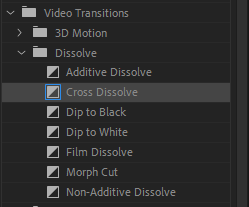 Video Transitions
3D Motion
Dissolve
Additive Dissolve
Cross Dissolve
Dip to Black
Dip to White
Film Dissolve
Morph Cut
Non-Additive Dissolve